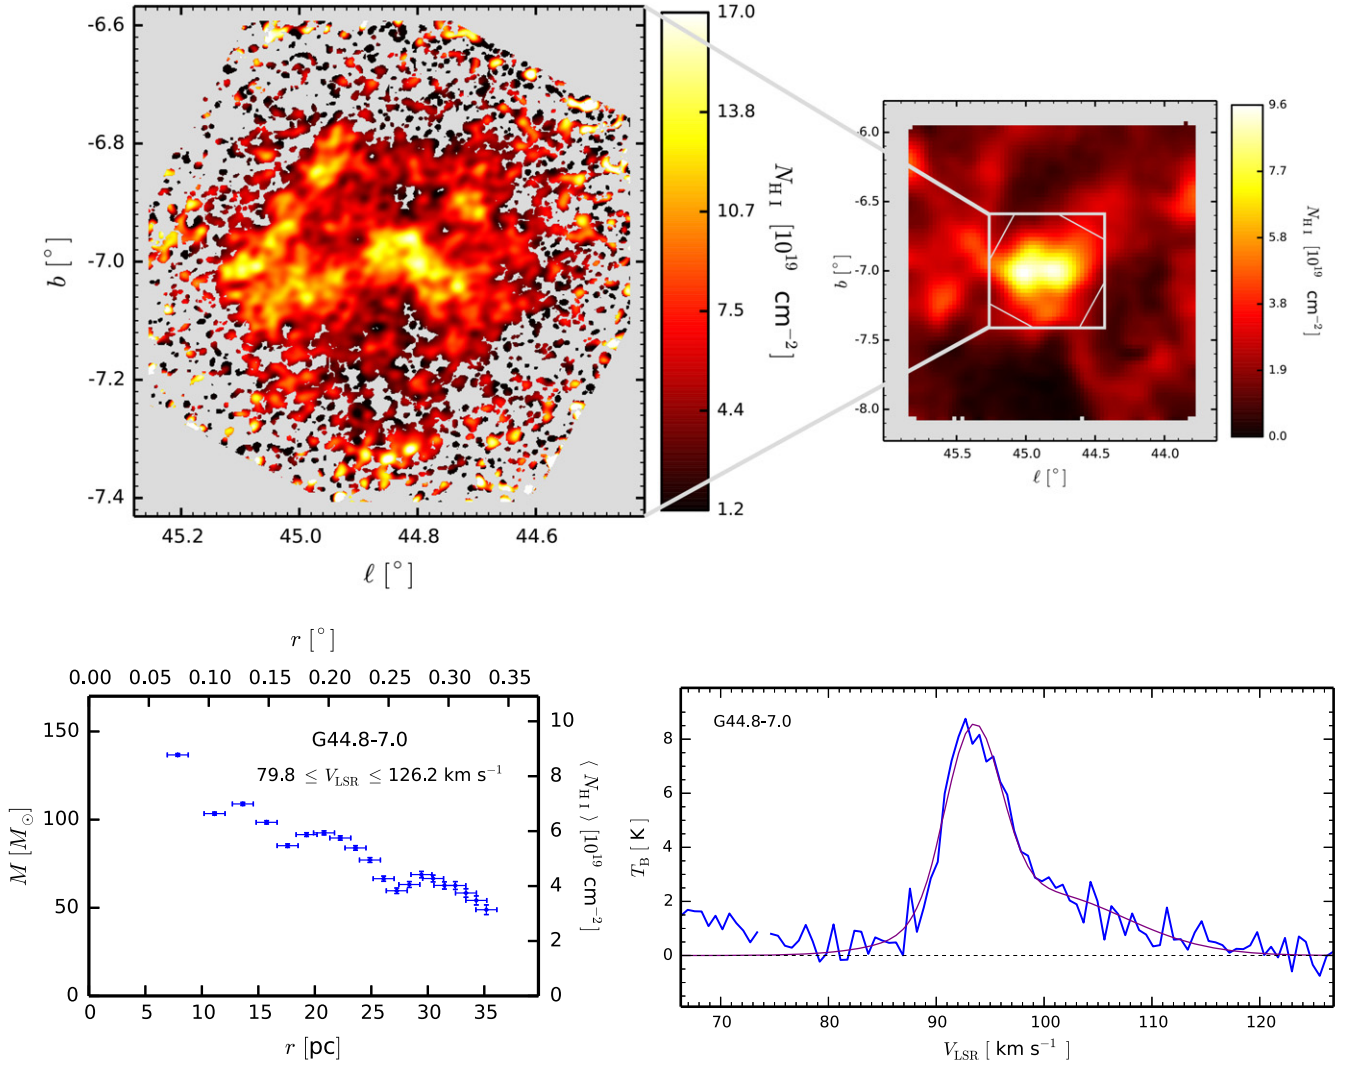 -6.6
-6.8
-7.0
-7.2
-7.4
b [°]
45.2
45.0
44.8
44.6
ℓ [°]
17.0
13.8
10.7
7.5
4.4
1.2
N_{H I} [10^{19} cm^{−2}]
-6.0
-6.5
-7.0
-7.5
-8.0
b [°]
45.5
45.0
44.5
44.0
ℓ [°]
9.6
7.7
5.8
3.8
1.9
0.0
N_{H I} [10^{19} cm^{−2}]
r [°]
0.00 0.05 0.10 0.15 0.20 0.25 0.30 0.35
150
100
50
0
M [M_⊙]
G44.8-7.0
79.8 ≤ V_{LSR} ≤ 126.2 km s^{−1}
10
8
6
4
2
0
⟨ N_{H I} ⟩ [10^{19} cm^{−2}]
0 5 10 15 20 25 30 35
r [pc]
G44.8-7.0
8
6
4
2
0
T_B [ K ]
70 80 90 100 110 120
V_{LSR} [ km s^{−1} ]